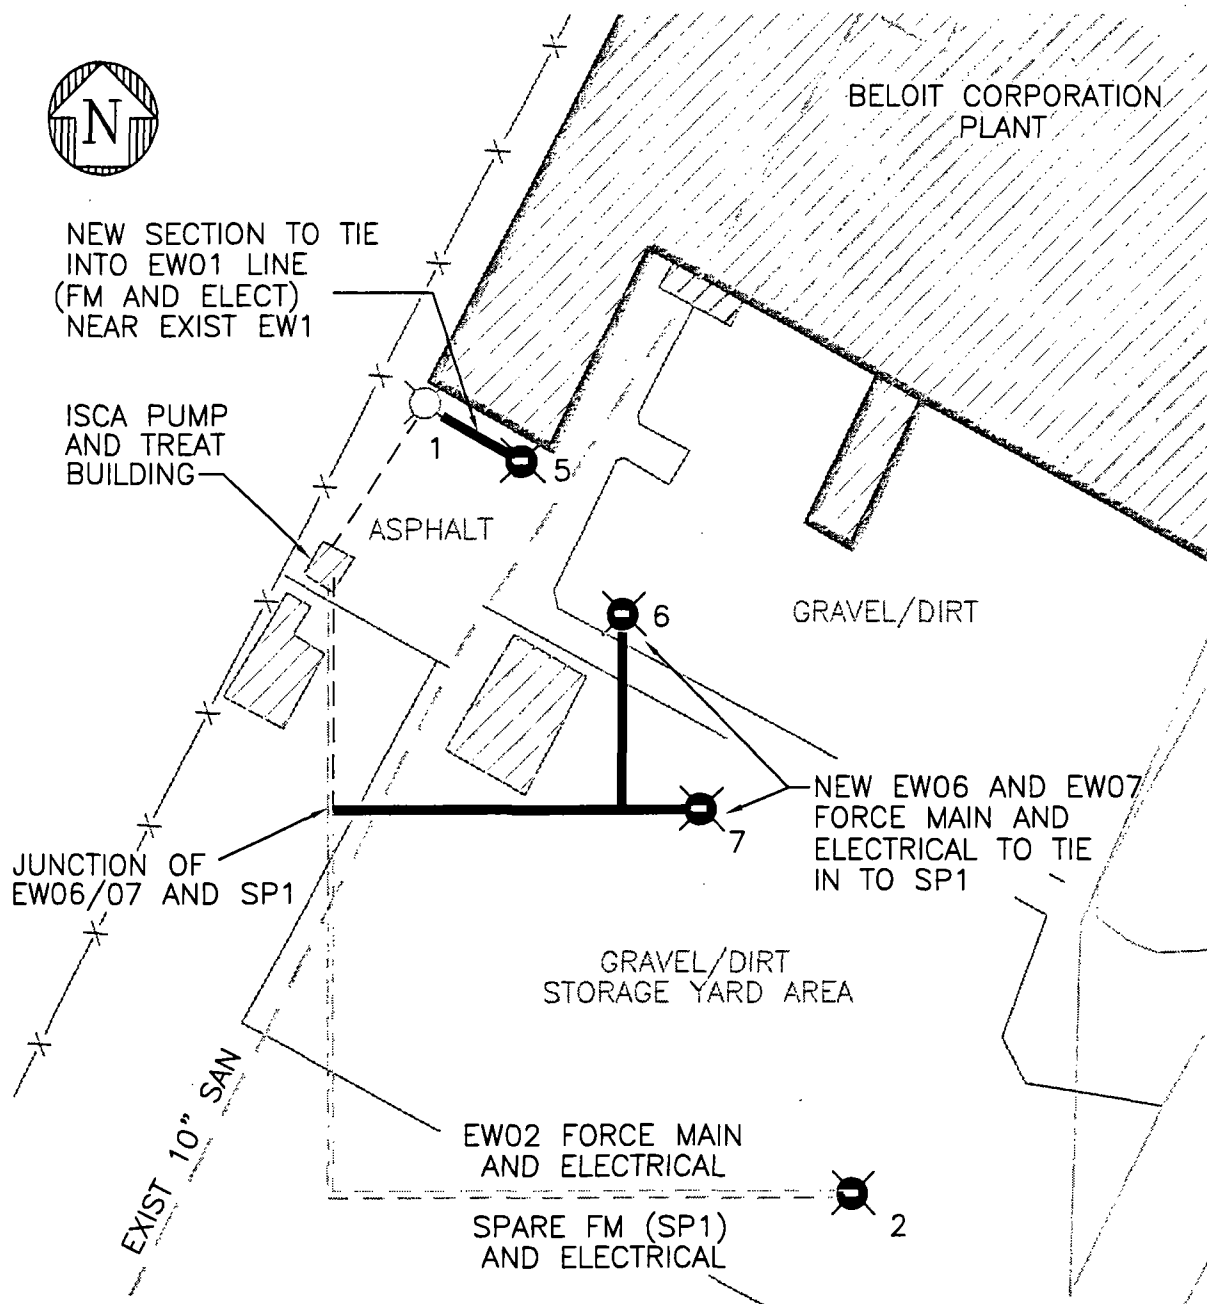 BELOIT CORPORATION
PLANT
N
NEW SECTION TO TIE
INTO EW01 LINE
(FM AND ELECT)
NEAR EXIST EW1
ISCA PUMP
AND TREAT
BUILDING
1
5
ASPHALT
6
GRAVEL/DIRT
NEW EW06 AND EW07
FORCE MAIN AND
ELECTRICAL TO TIE
IN TO SP1
7
JUNCTION OF
EW06/07 AND SP1
GRAVEL/DIRT
STORAGE YARD AREA
EXIST 10" SAN
EW02 FORCE MAIN
AND ELECTRICAL
2
SPARE FM (SP1)
AND ELECTRICAL